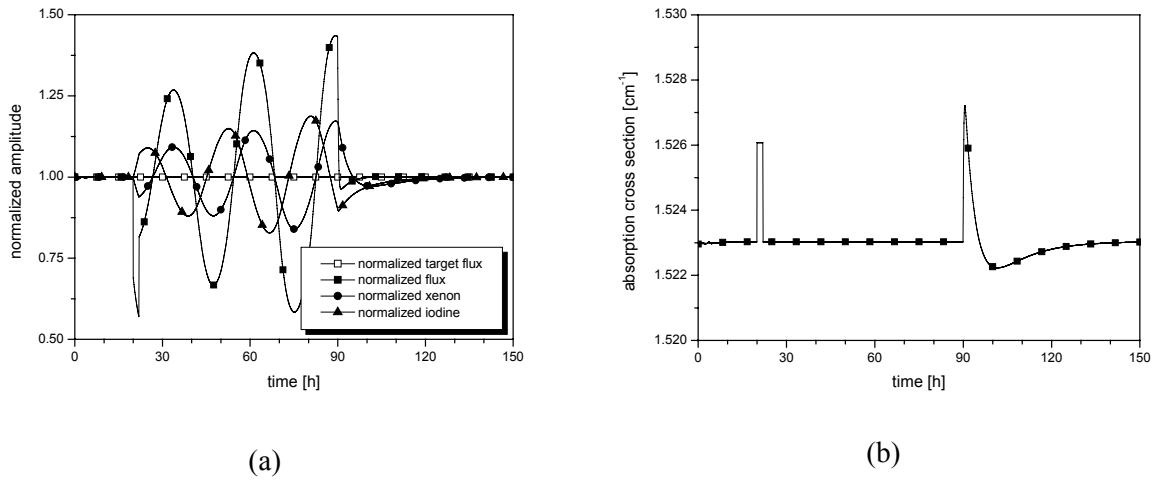 1.50
1.25
1.00
0.75
0.50
normalized amplitude
0
30
60
90
120
150
time [h]
normalized target flux
normalized flux
normalized xenon
normalized iodine
(a)
1.530
1.528
1.526
1.524
1.522
1.520
absorption cross section [cm⁻¹]
0
30
60
90
120
150
time [h]
(b)